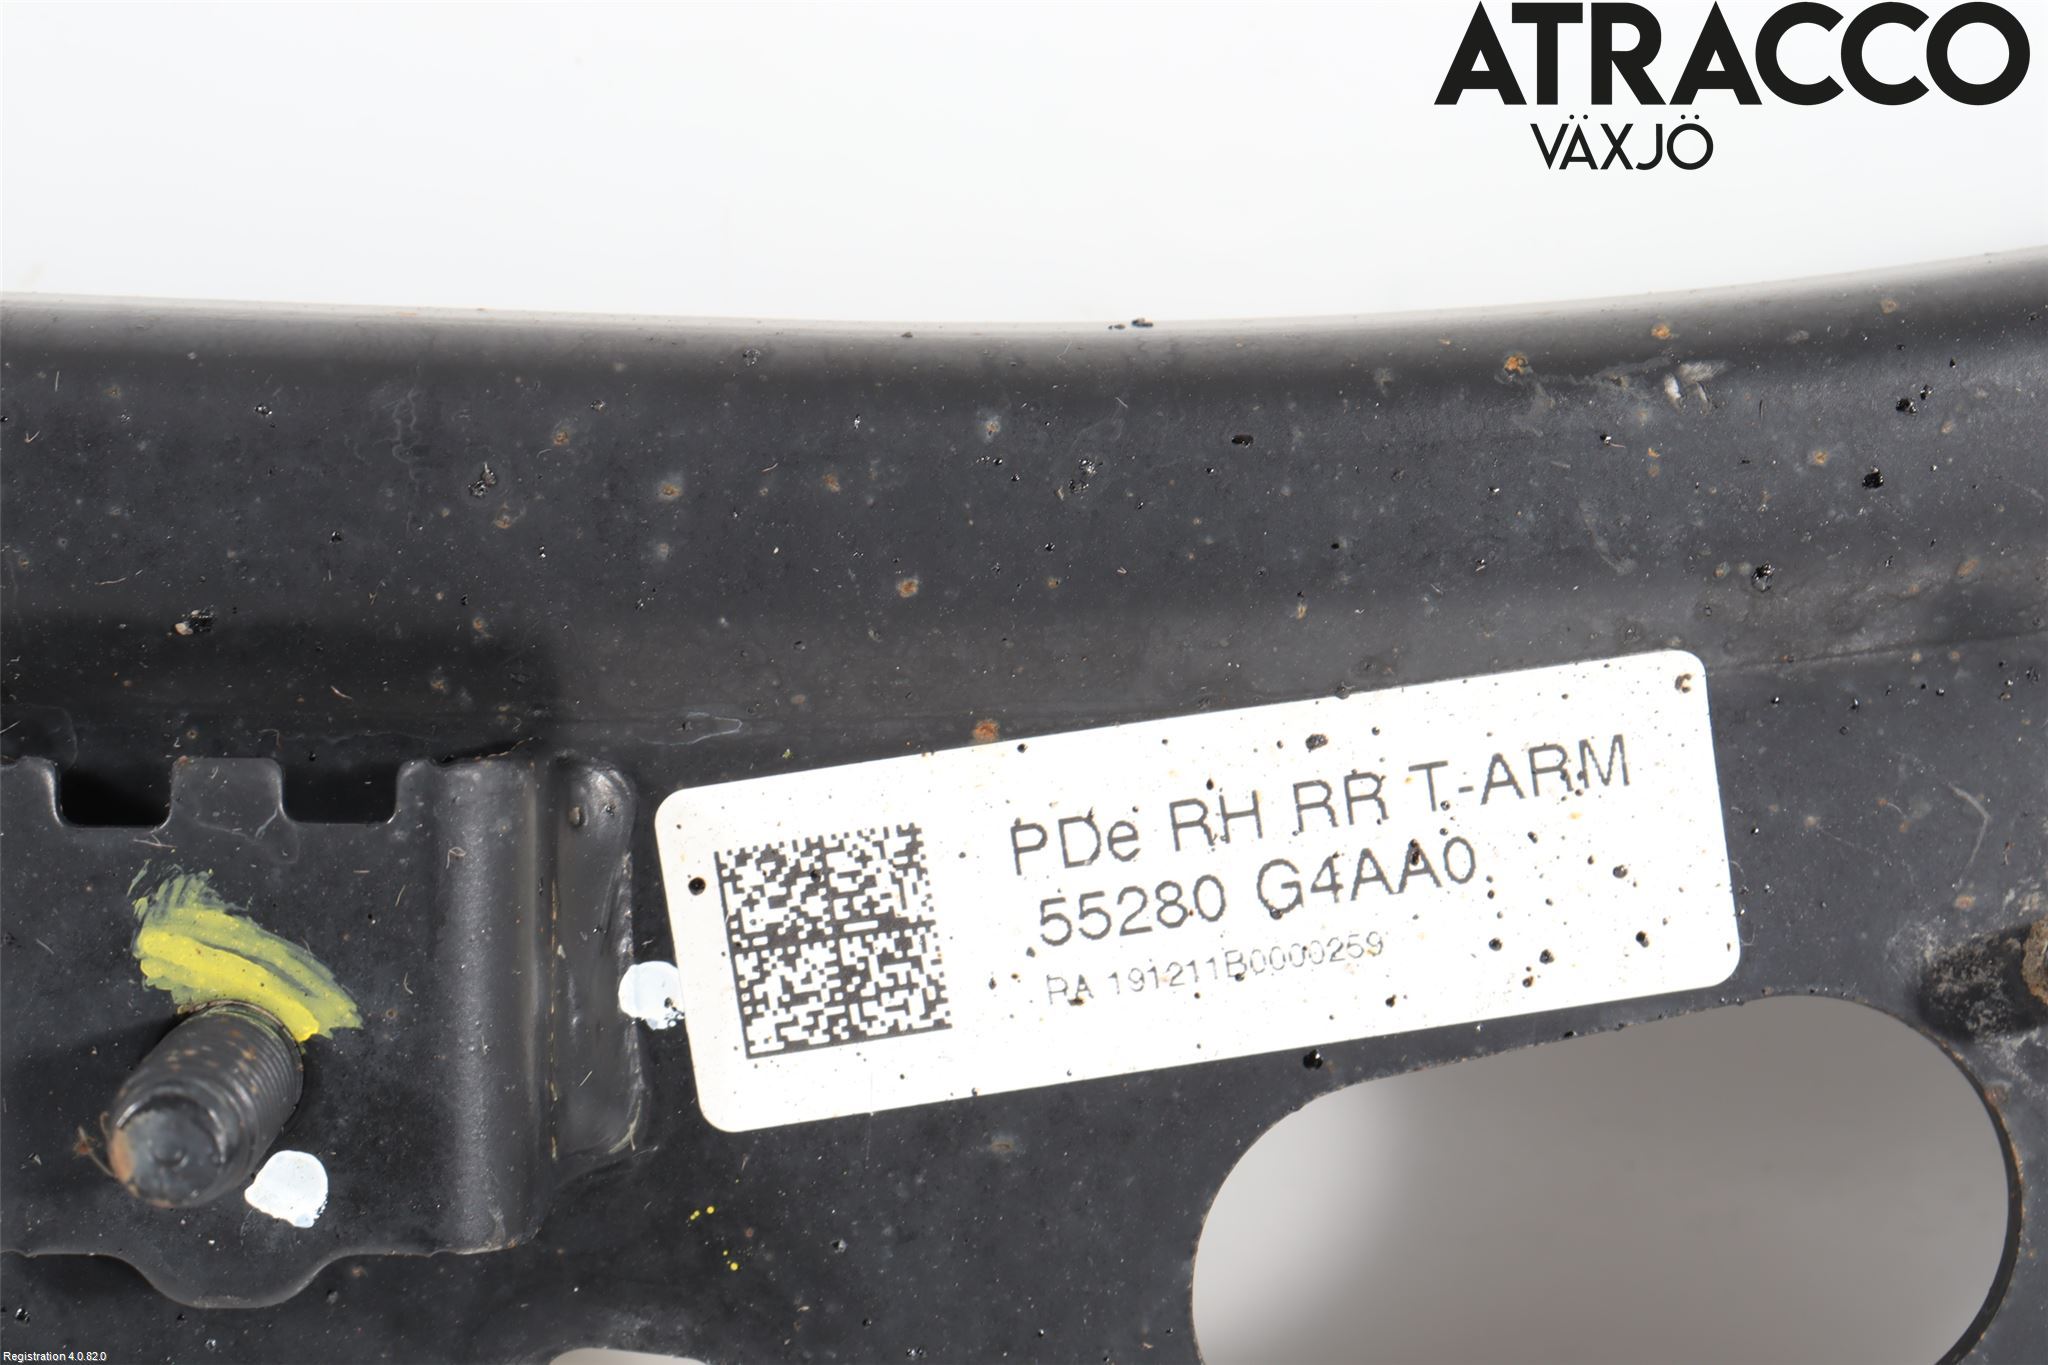 ATRACCO
VÄXJÖ
PDe RH RR T-ARM
55280 G4AA0
RA 191211B0000259
Registration 4.0.82.0